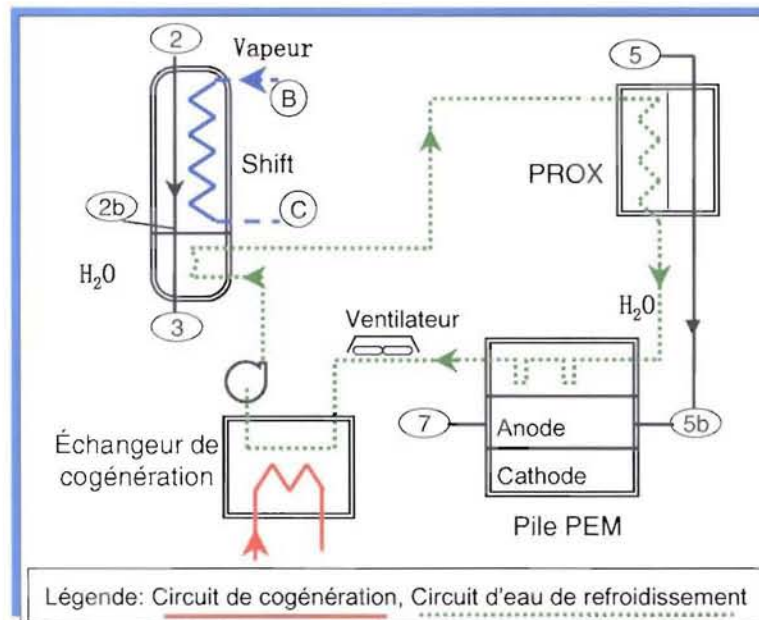 2
Vapeur
5
B
Shift
PROX
2b
C
H₂O
H₂O
3
Ventilateur
Échangeur de
cogénération
7
Anode
5b
Cathode
Pile PEM
Légende: Circuit de cogénération, Circuit d'eau de refroidissement